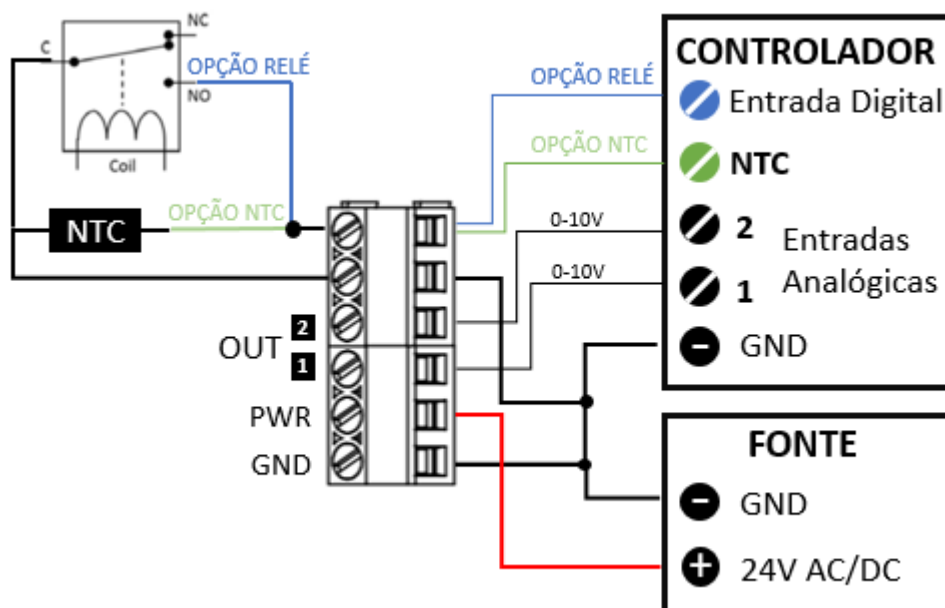 NC
C
OPÇÃO RELÉ
NO
Coil
NTC
OPÇÃO NTC
OUT
2
1
PWR
GND
OPÇÃO RELÉ
OPÇÃO NTC
0-10V
0-10V
CONTROLADOR
Entrada Digital
NTC
2
1
Entradas
Analógicas
GND
FONTE
GND
24V AC/DC